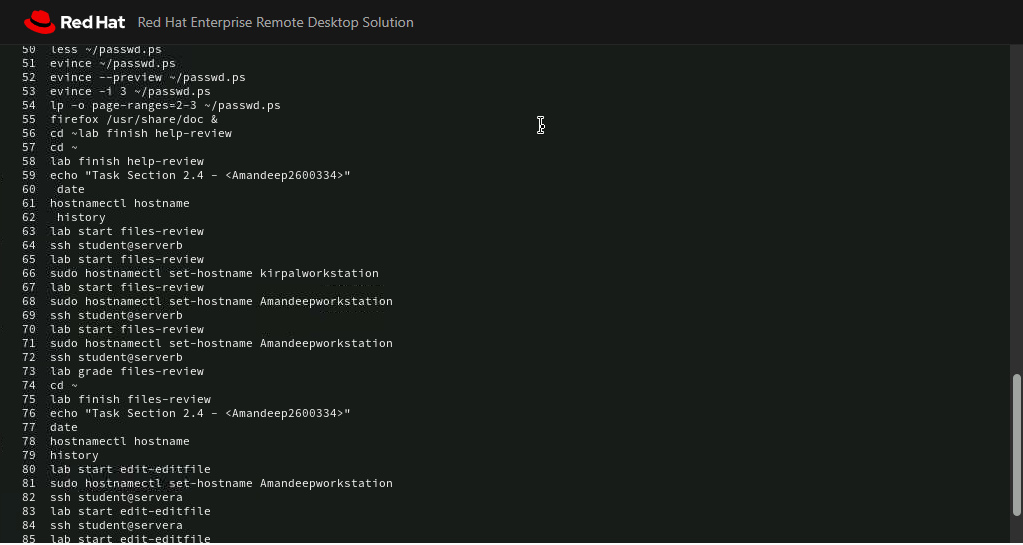 Red Hat Red Hat Enterprise Remote Desktop Solution
50 less ~/passwd.ps
51 evince ~/passwd.ps
52 evince --preview ~/passwd.ps
53 evince -i 3 ~/passwd.ps
54 lp -o page-ranges=2-3 ~/passwd.ps
55 firefox /usr/share/doc &
56 cd ~lab finish help-review
57 cd ~
58 lab finish help-review
59 echo "Task Section 2.4 - <Amandeep2600334>"
60  date
61 hostnamectl hostname
62  history
63 lab start files-review
64 ssh student@serverb
65 lab start files-review
66 sudo hostnamectl set-hostname kirpalworkstation
67 lab start files-review
68 sudo hostnamectl set-hostname Amandeepworkstation
69 ssh student@serverb
70 lab start files-review
71 sudo hostnamectl set-hostname Amandeepworkstation
72 ssh student@serverb
73 lab grade files-review
74 cd ~
75 lab finish files-review
76 echo "Task Section 2.4 - <Amandeep2600334>"
77 date
78 hostnamectl hostname
79 history
80 lab start edit-editfile
81 sudo hostnamectl set-hostname Amandeepworkstation
82 ssh student@servera
83 lab start edit-editfile
84 ssh student@servera
85 lab start edit-editfile